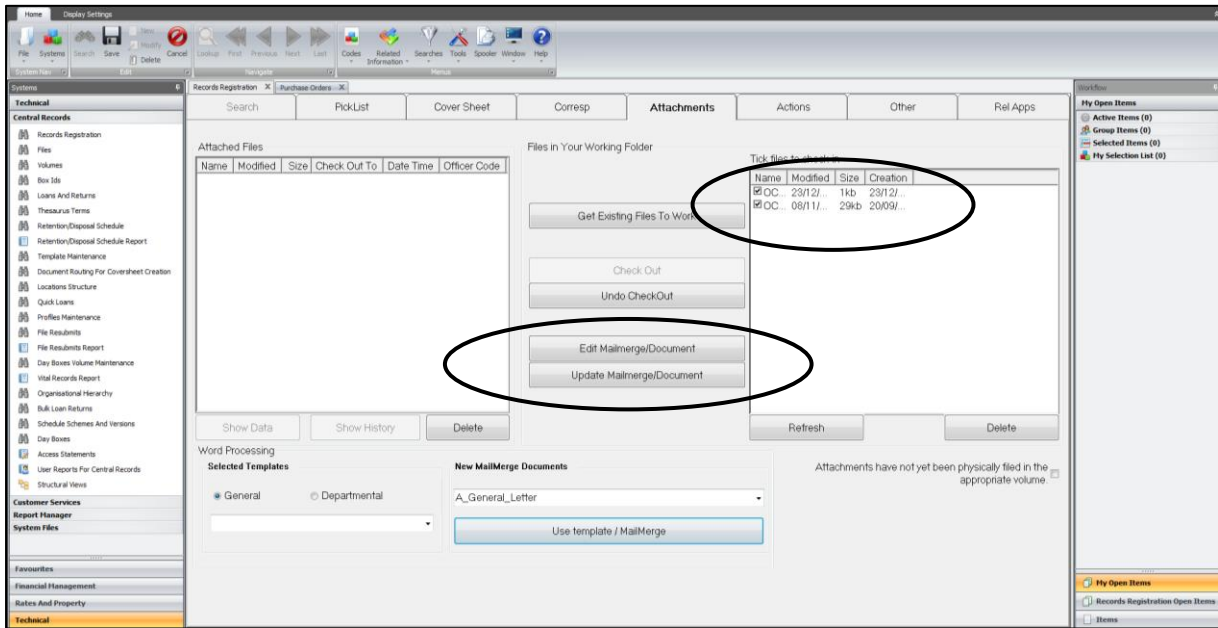 Home Display Settings
File Systems Search Save New Modify Delete Cancel Lookup First Previous Next Last Codes Related Information Searches Tools Spooler Window Help
System Nav Edit Navigate Menus
Systems
Technical
Central Records
Records Registration
Files
Volumes
Box Ids
Loans And Returns
Thesaurus Terms
Retention/Disposal Schedule
Retention/Disposal Schedule Report
Template Maintenance
Document Routing For Coversheet Creation
Locations Structure
Quick Loans
Profiles Maintenance
File Resubmits
File Resubmits Report
Day Boxes Volume Maintenance
Vital Records Report
Organisational Hierarchy
Bulk Loan Returns
Schedule Schemes And Versions
Day Boxes
Access Statements
User Reports For Central Records
Structural Views
Customer Services
Report Manager
System Files
Favourites
Financial Management
Rates And Property
Technical
Records Registration X Purchase Orders X
Search PickList Cover Sheet Corresp Attachments Actions Other Rel Apps
Attached Files
Name Modified Size Check Out To Date Time Officer Code
Show Data Show History Delete
Files in Your Working Folder
Get Existing Files To Work
Check Out
Undo CheckOut
Edit Mailmerge/Document
Update Mailmerge/Document
Tick files to check in
Name Modified Size Creation
OC... 23/12/... 1kb 23/12/...
OC... 08/11/... 29kb 20/09/...
Refresh Delete
Word Processing
Selected Templates
General Departmental
New MailMerge Documents
A_General_Letter
Use template / MailMerge
Attachments have not yet been physically filed in the
appropriate volume.
Workflow
My Open Items
Active Items (0)
Group Items (0)
Selected Items (0)
My Selection List (0)
My Open Items
Records Registration Open Items
Items